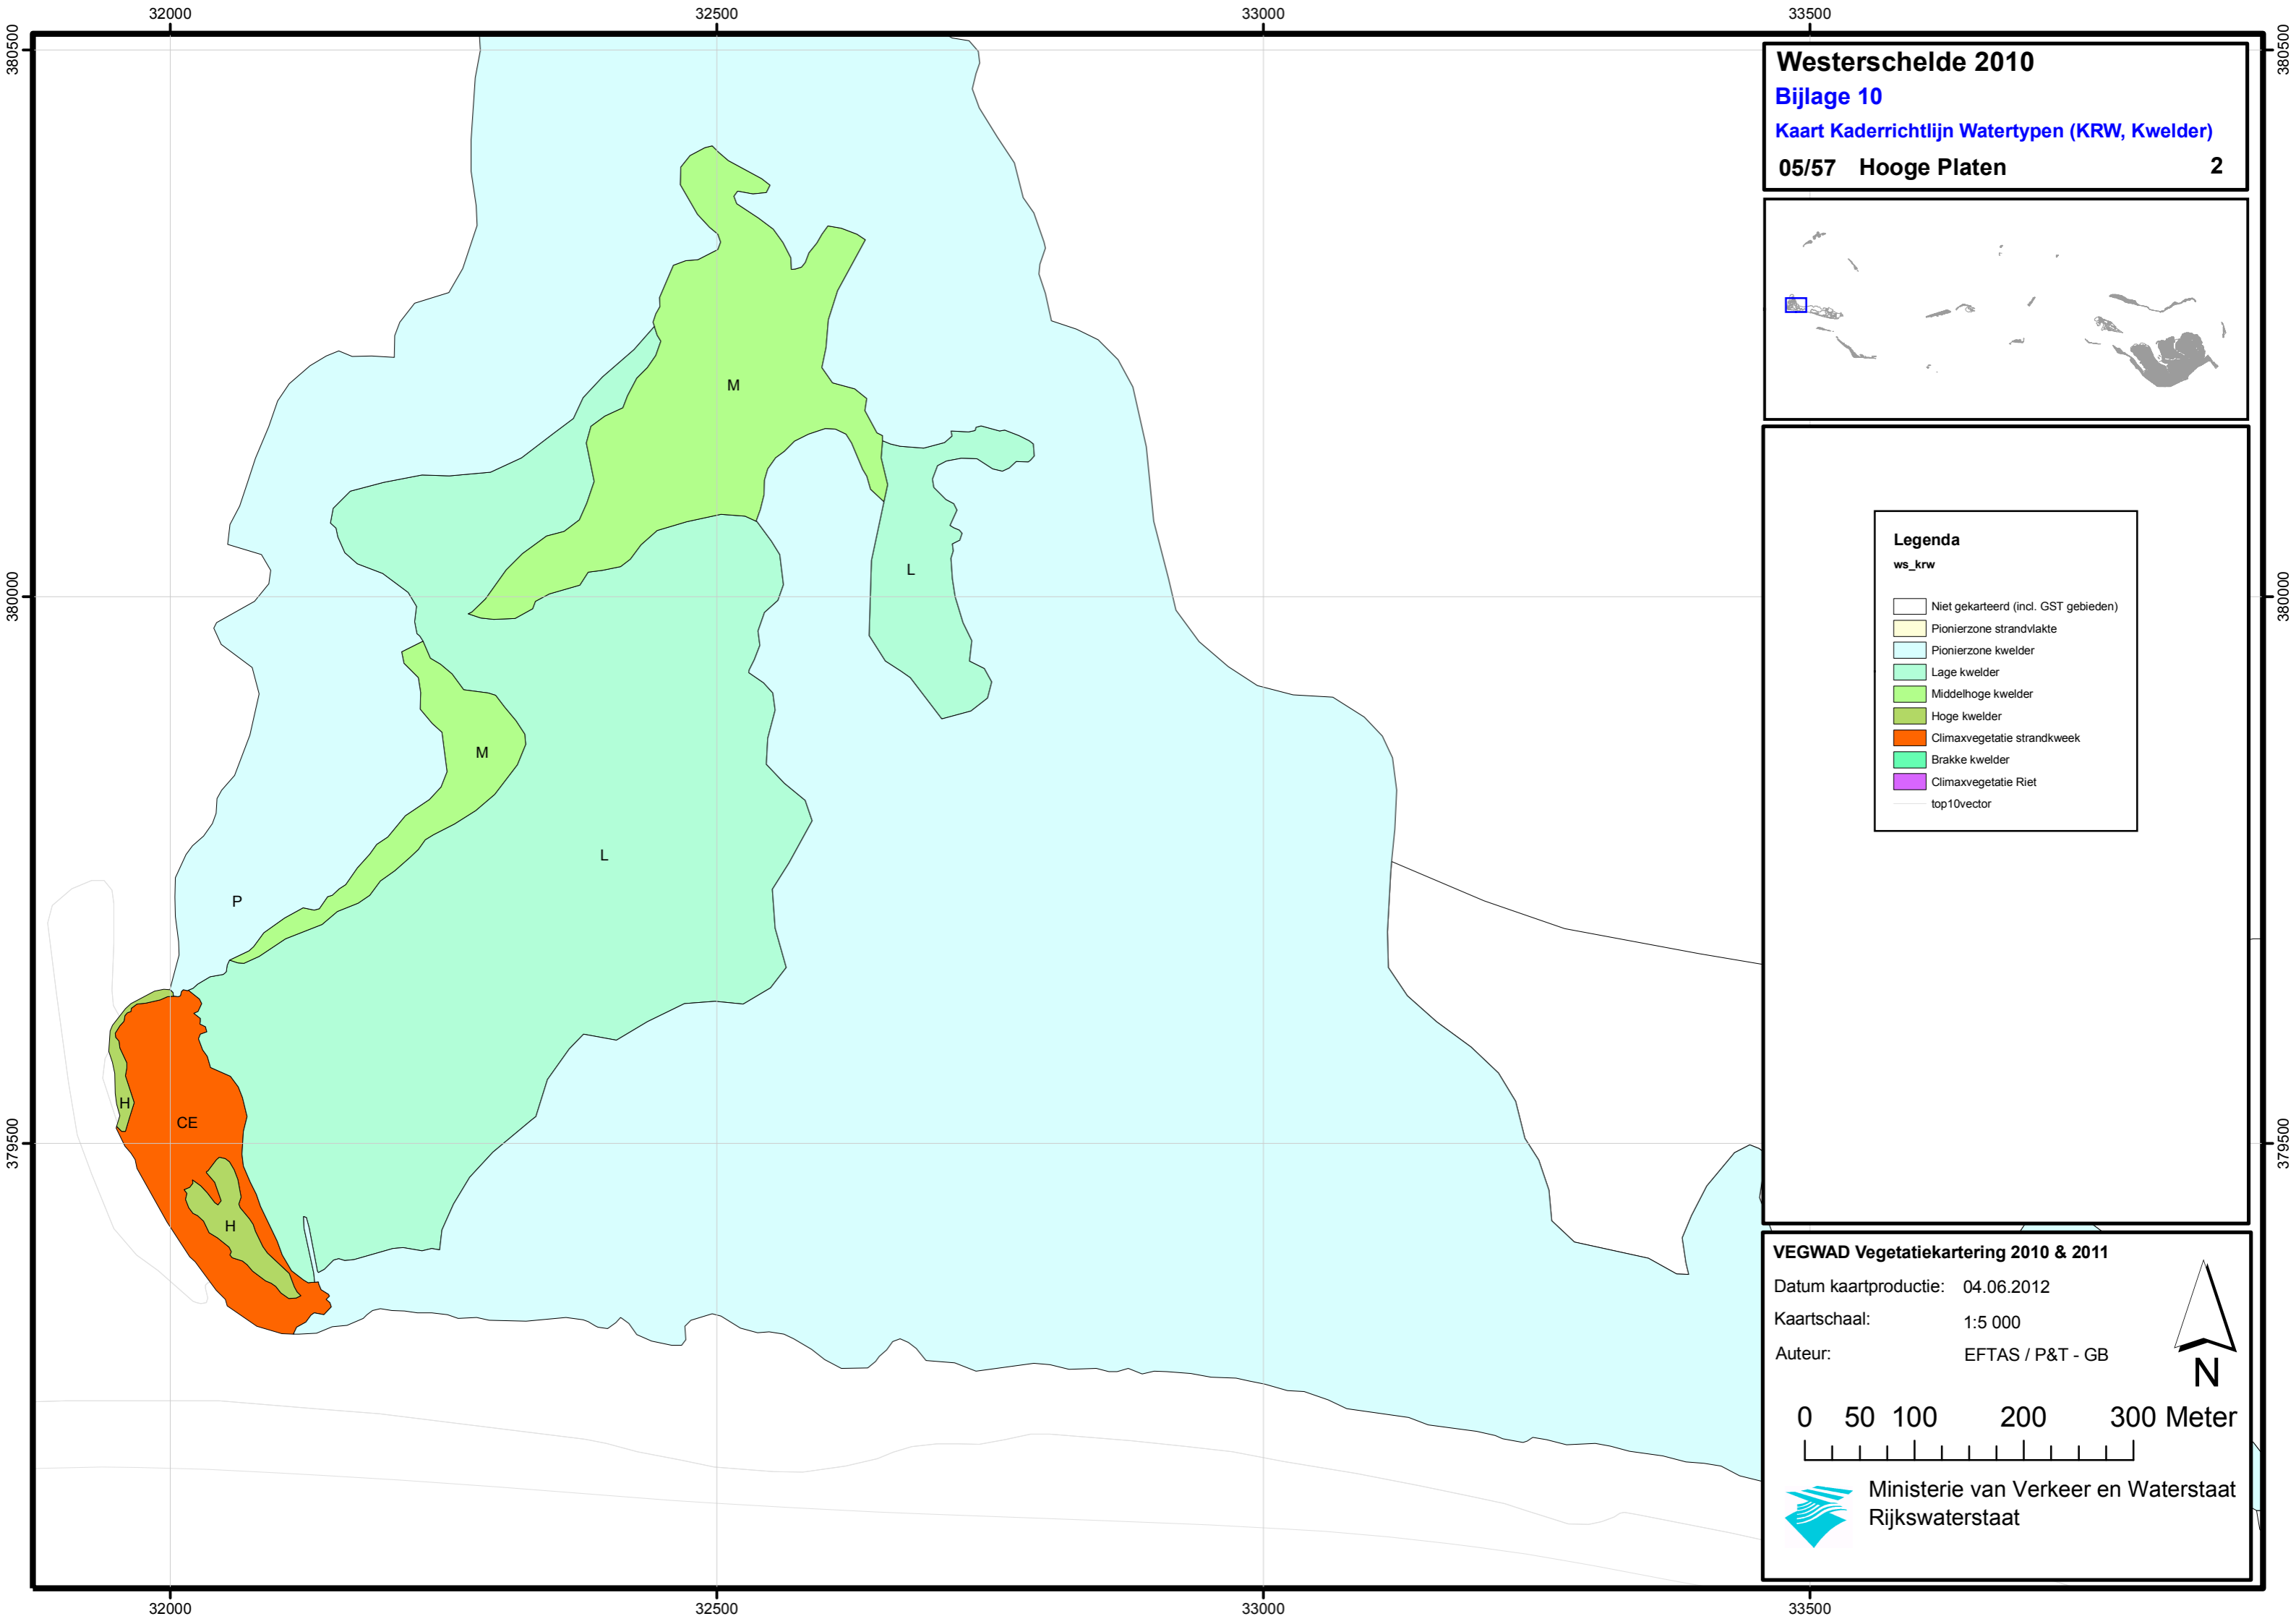 32000 32500 33000 33500
380500 380500
Westerschelde 2010
Bijlage 10
Kaart Kaderrichtlijn Watertypen (KRW, Kwelder)
05/57 Hooge Platen 2
M
L
380000 380000
Legenda
ws_krw
Niet gekarteerd (incl. GST gebieden)
Pionierzone strandvlakte
Pionierzone kwelder
Lage kwelder
Middelhoge kwelder
Hoge kwelder
Climaxvegetatie strandkweek
Brakke kwelder
Climaxvegetatie Riet
top10vector
M
L
P
H
CE
379500 379500
H
VEGWAD Vegetatiekartering 2010 & 2011
Datum kaartproductie: 04.06.2012
Kaartschaal: 1:5 000
Auteur: EFTAS / P&T - GB
N
0 50 100 200 300 Meter
Ministerie van Verkeer en Waterstaat
Rijkswaterstaat
32000 32500 33000 33500